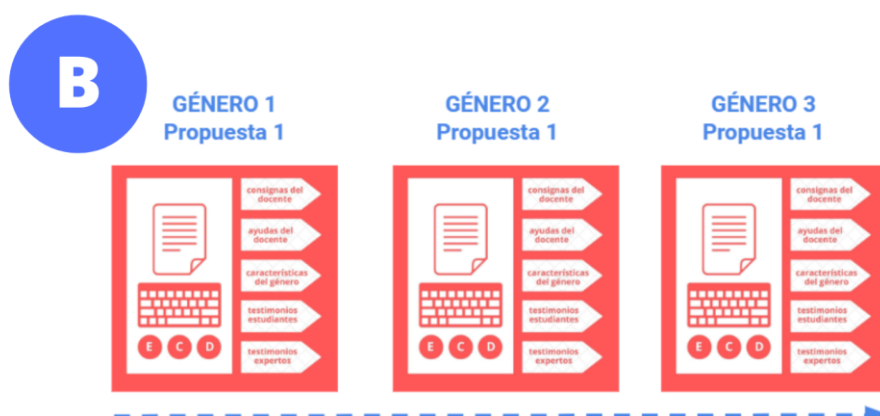 B
GÉNERO 1
Propuesta 1
consignas del
docente
ayudas del
docente
características
del género
testimonios
estudiantes
testimonios
expertos
E C D
GÉNERO 2
Propuesta 1
consignas del
docente
ayudas del
docente
características
del género
testimonios
estudiantes
testimonios
expertos
E C D
GÉNERO 3
Propuesta 1
consignas del
docente
ayudas del
docente
características
del género
testimonios
estudiantes
testimonios
expertos
E C D